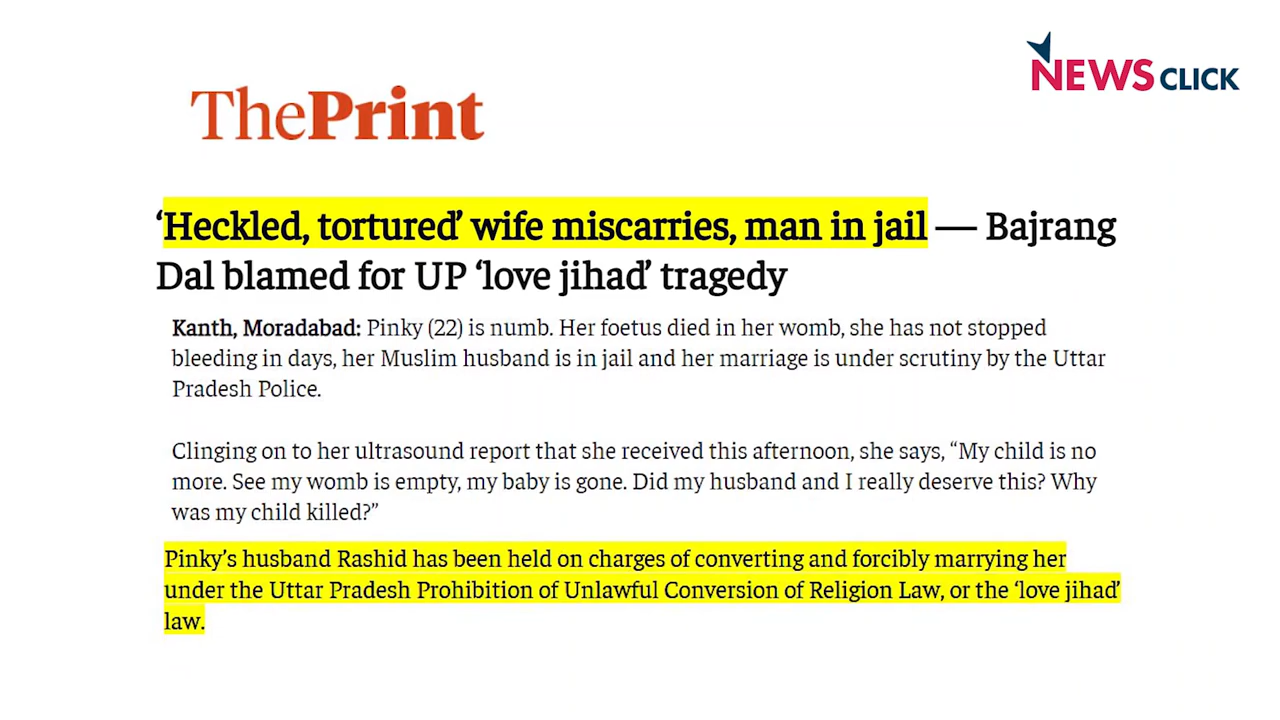 NEWS CLICK
ThePrint
‘Heckled, tortured’ wife miscarries, man in jail — Bajrang
Dal blamed for UP ‘love jihad’ tragedy
Kanth, Moradabad: Pinky (22) is numb. Her foetus died in her womb, she has not stopped
bleeding in days, her Muslim husband is in jail and her marriage is under scrutiny by the Uttar
Pradesh Police.
Clinging on to her ultrasound report that she received this afternoon, she says, “My child is no
more. See my womb is empty, my baby is gone. Did my husband and I really deserve this? Why
was my child killed?”
Pinky’s husband Rashid has been held on charges of converting and forcibly marrying her
under the Uttar Pradesh Prohibition of Unlawful Conversion of Religion Law, or the ‘love jihad’
law.